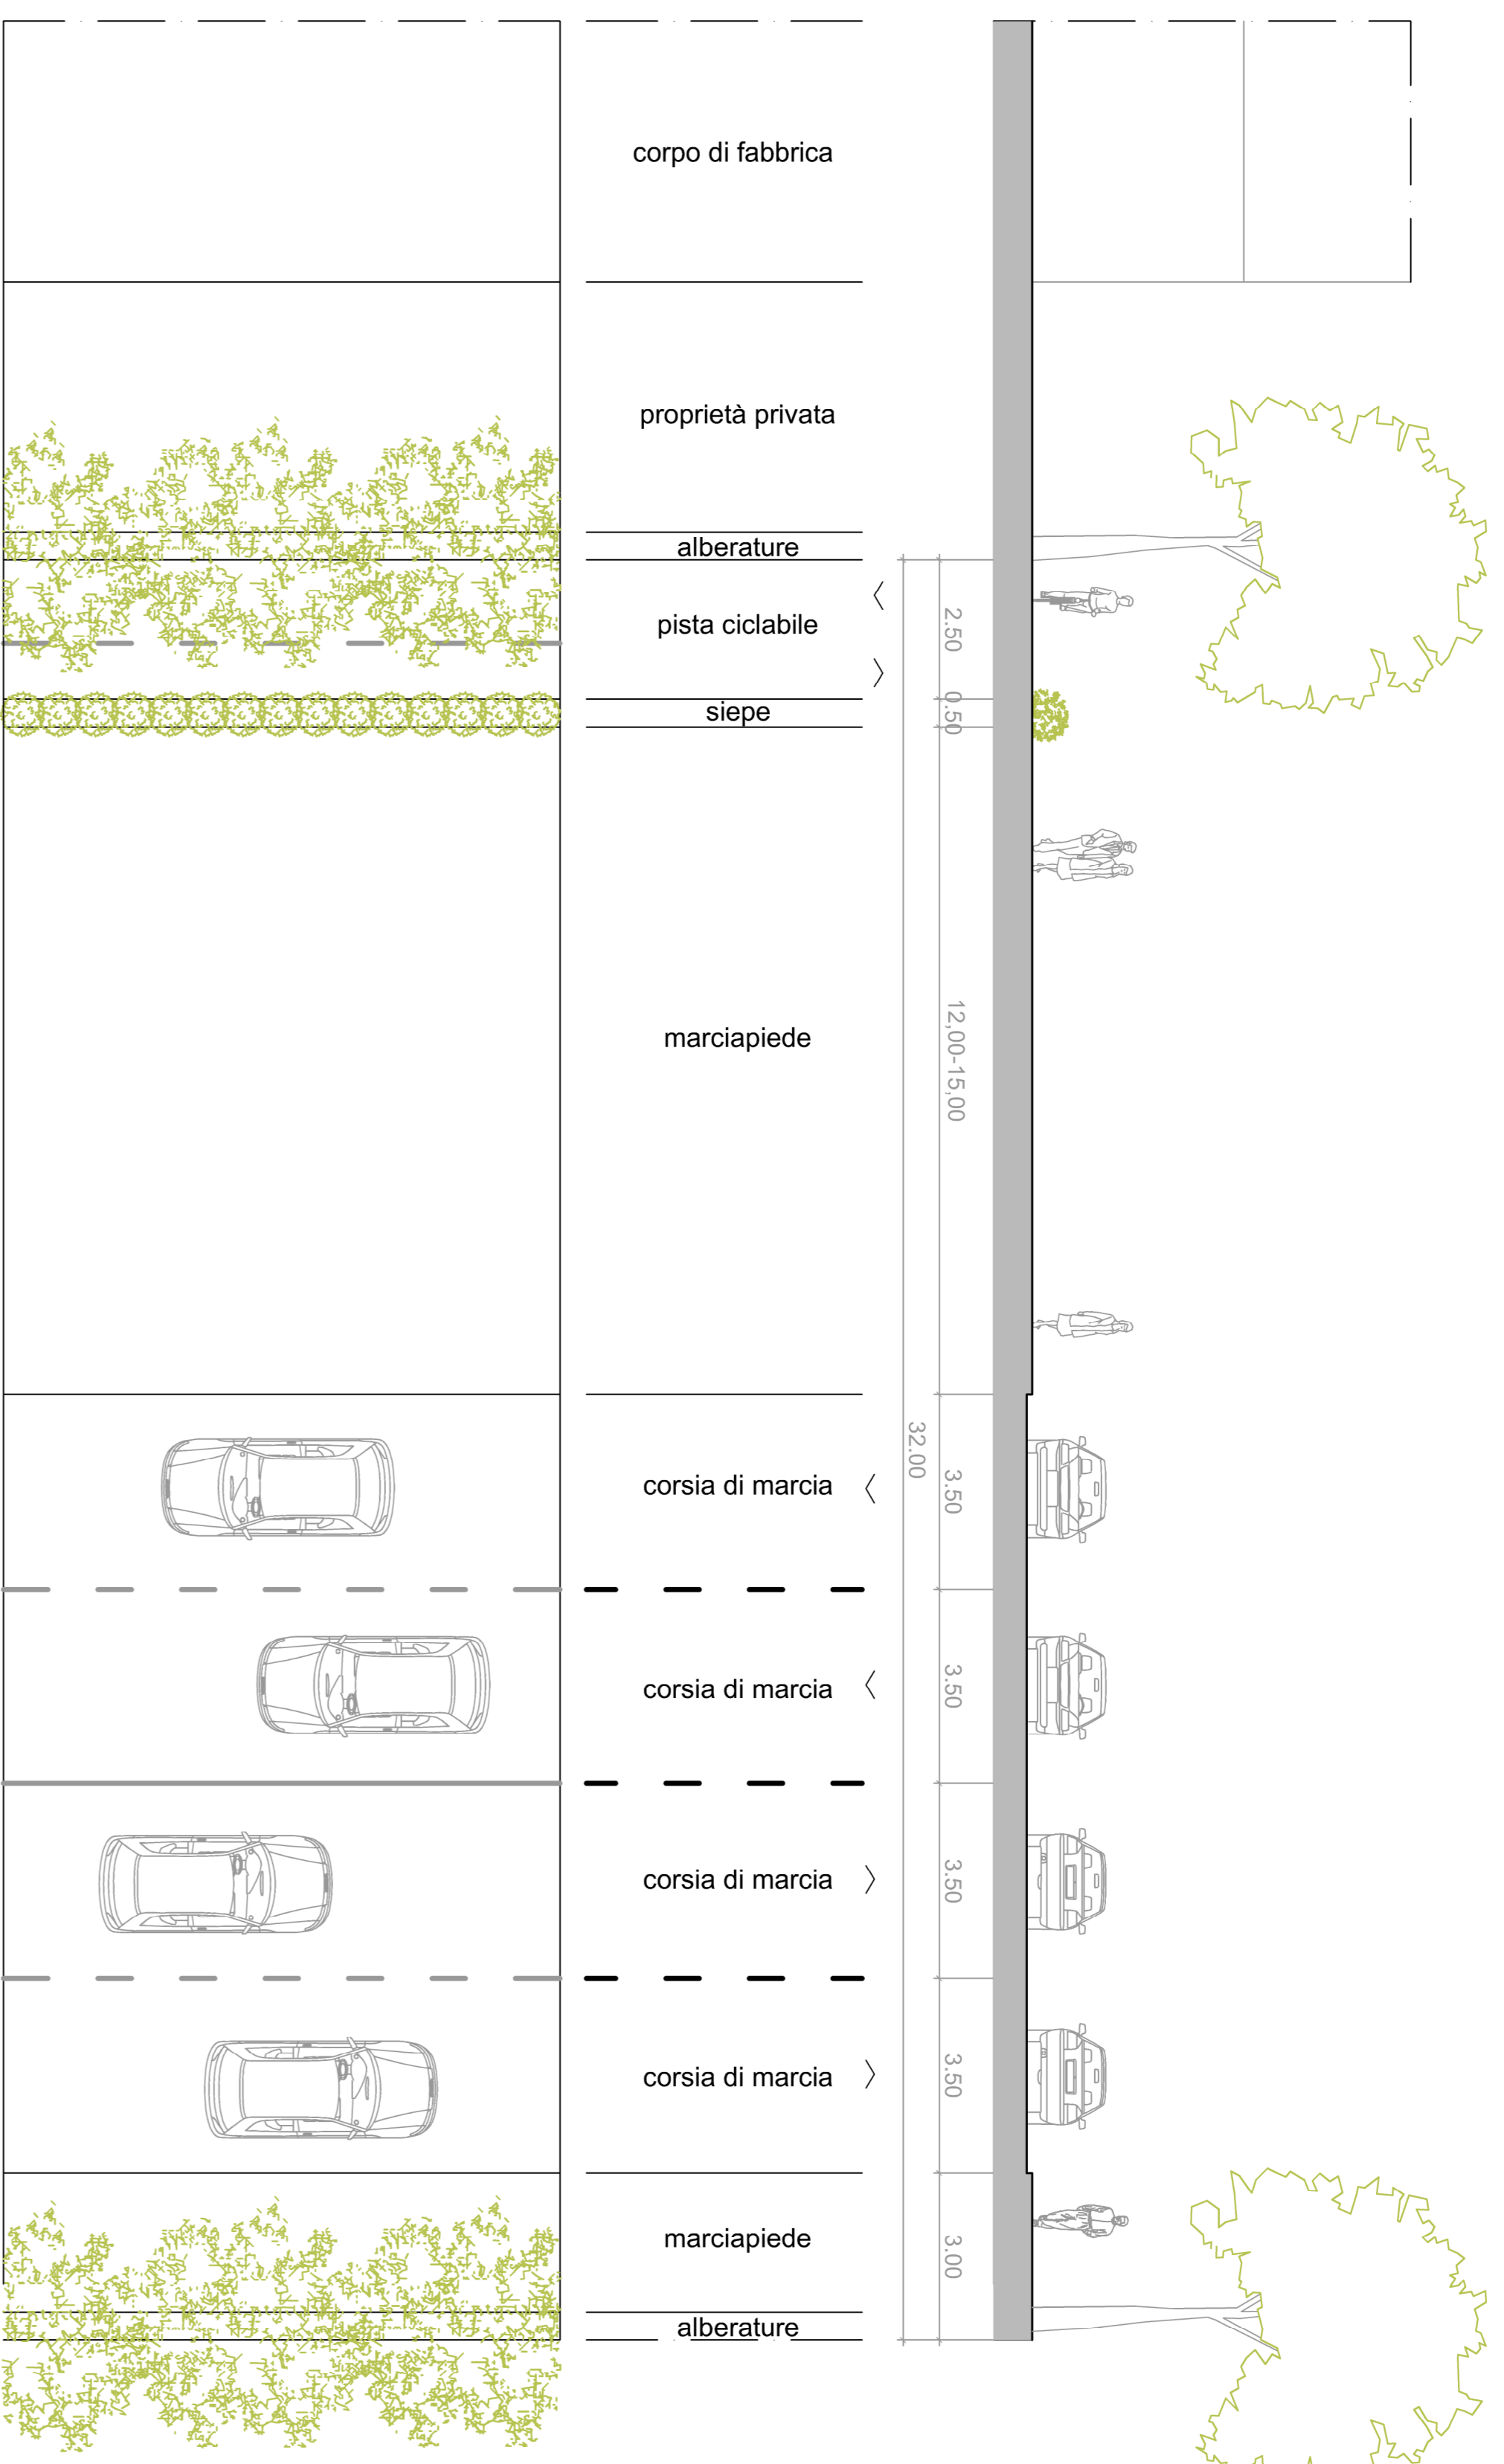 corpo di fabbrica
proprietà privata
alberature
pista ciclabile
siepe
marciapiede
corsia di marcia
corsia di marcia
corsia di marcia
corsia di marcia
marciapiede
alberature
2.50
0.50
12,00-15,00
32.00
3.50
3.50
3.50
3.50
3.00